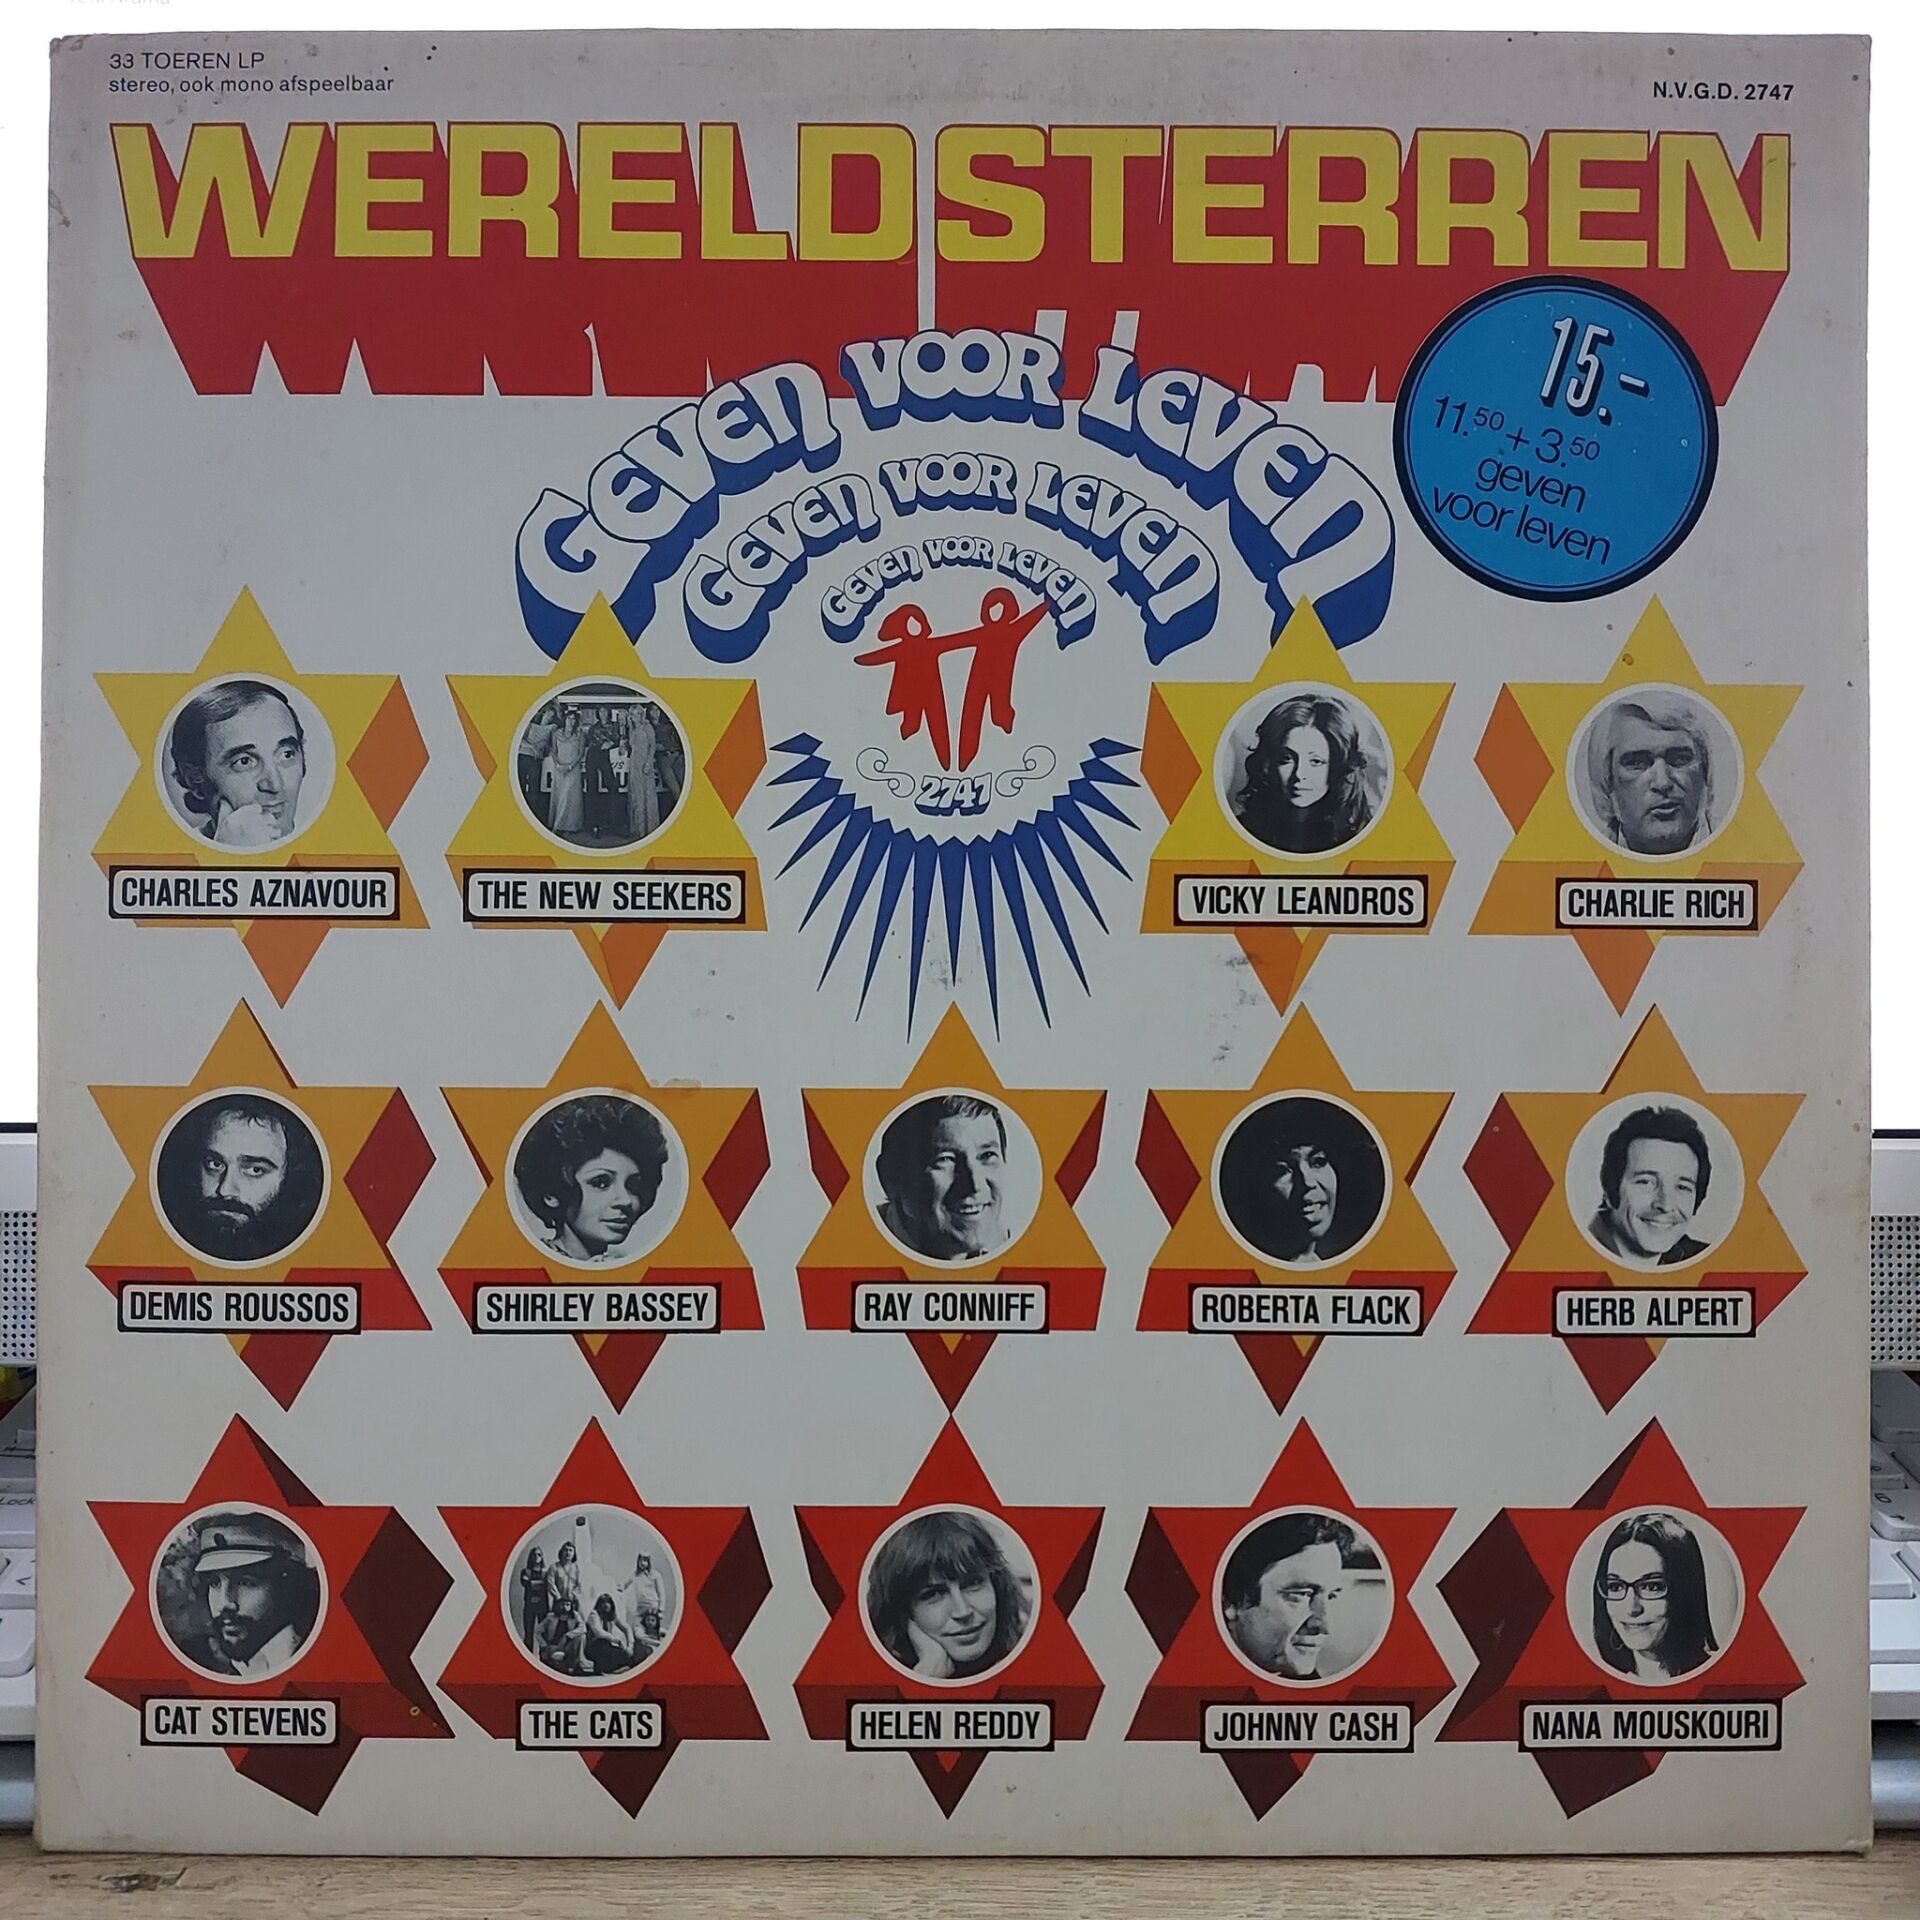 33 TOEREN LP
stereo, ook mono afspeelbaar
N.V.G.D. 2747
WERELDSTERREN
GEVEN VOOR LEVEN
GEVEN VOOR LEVEN
GEVEN VOOR LEVEN
2747
15.-
11.50 + 3.50
geven
voor leven
CHARLES AZNAVOUR
THE NEW SEEKERS
VICKY LEANDROS
CHARLIE RICH
DEMIS ROUSSOS
SHIRLEY BASSEY
RAY CONNIFF
ROBERTA FLACK
HERB ALPERT
CAT STEVENS
THE CATS
HELEN REDDY
JOHNNY CASH
NANA MOUSKOURI
Lock
6